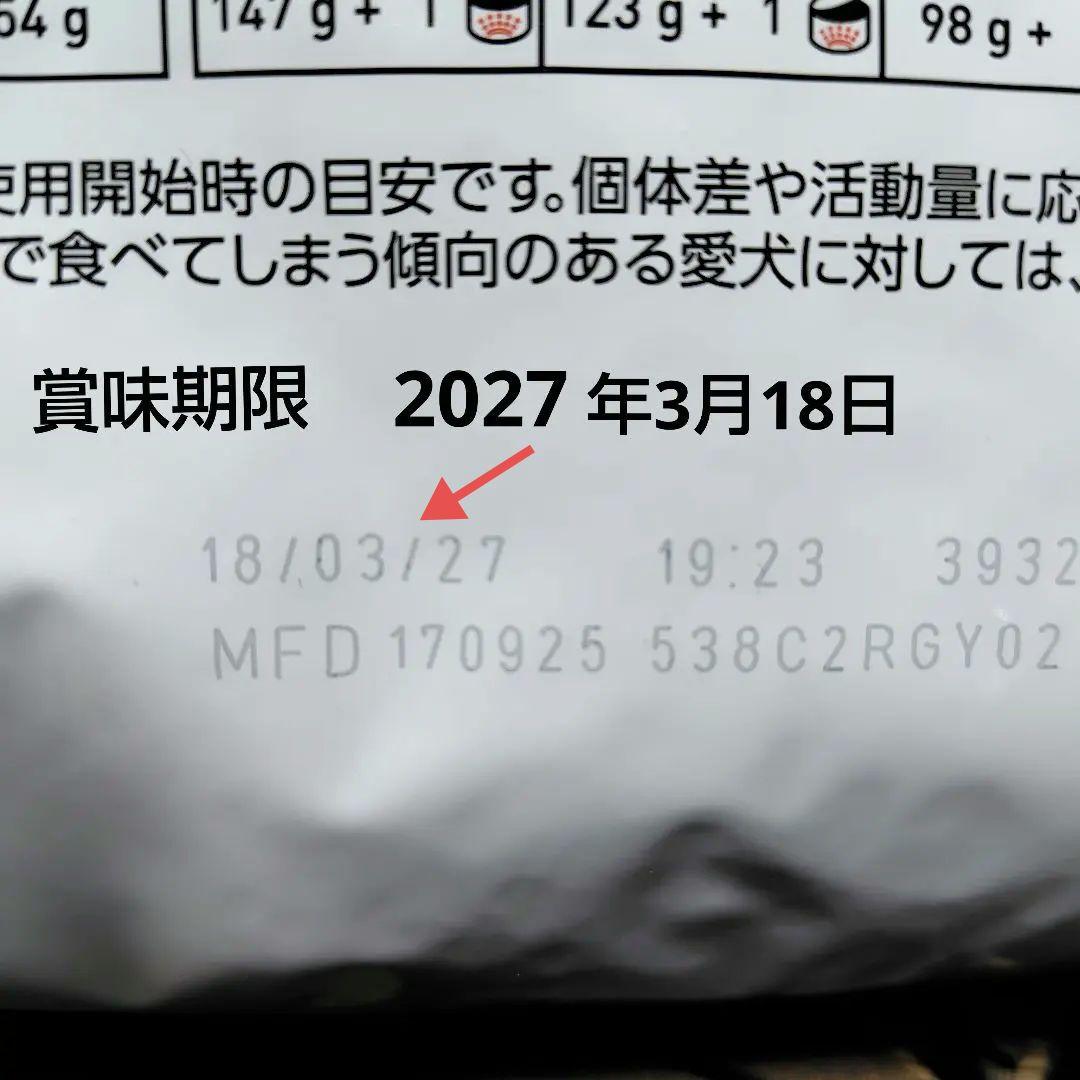 54 g 147 g + 1 123 g + 1 98 g +
使用開始時の目安です。個体差や活動量に応
で食べてしまう傾向のある愛犬に対しては、
賞味期限 2027 年3月18日
18/03/27 19:23 3932
MFD 170925 538C2RGY02